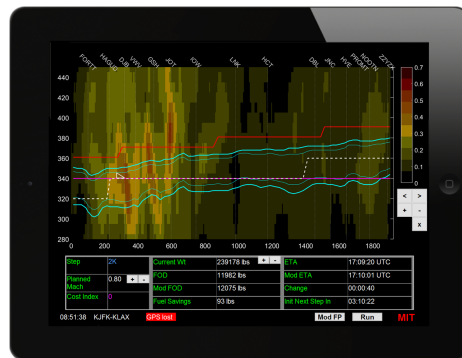 FORTT HAGUD DJB VWV GSH JOT IOW LNK HCT DBL JNC HVE PROMT NOOTN ZZVZX
440
420
400
380
360
340
320
300
280
0 200 400 600 800 1000 1200 1400 1600 1800
0.7
0.6
0.5
0.4
0.3
0.2
0.1
0
< >
+ -
x
Step 2K Current Wt 239178 lbs + - ETA 17:09:20 UTC
FOD 11982 lbs Mod ETA 17:10:01 UTC
Planned Mach 0.80 + - Mod FOD 12075 lbs Change 00:00:40
Cost Index 0 Fuel Savings 93 lbs Init Next Step In 03:10:22
08:51:38 KJFK-KLAX GPS lost Mod FP Run MIT